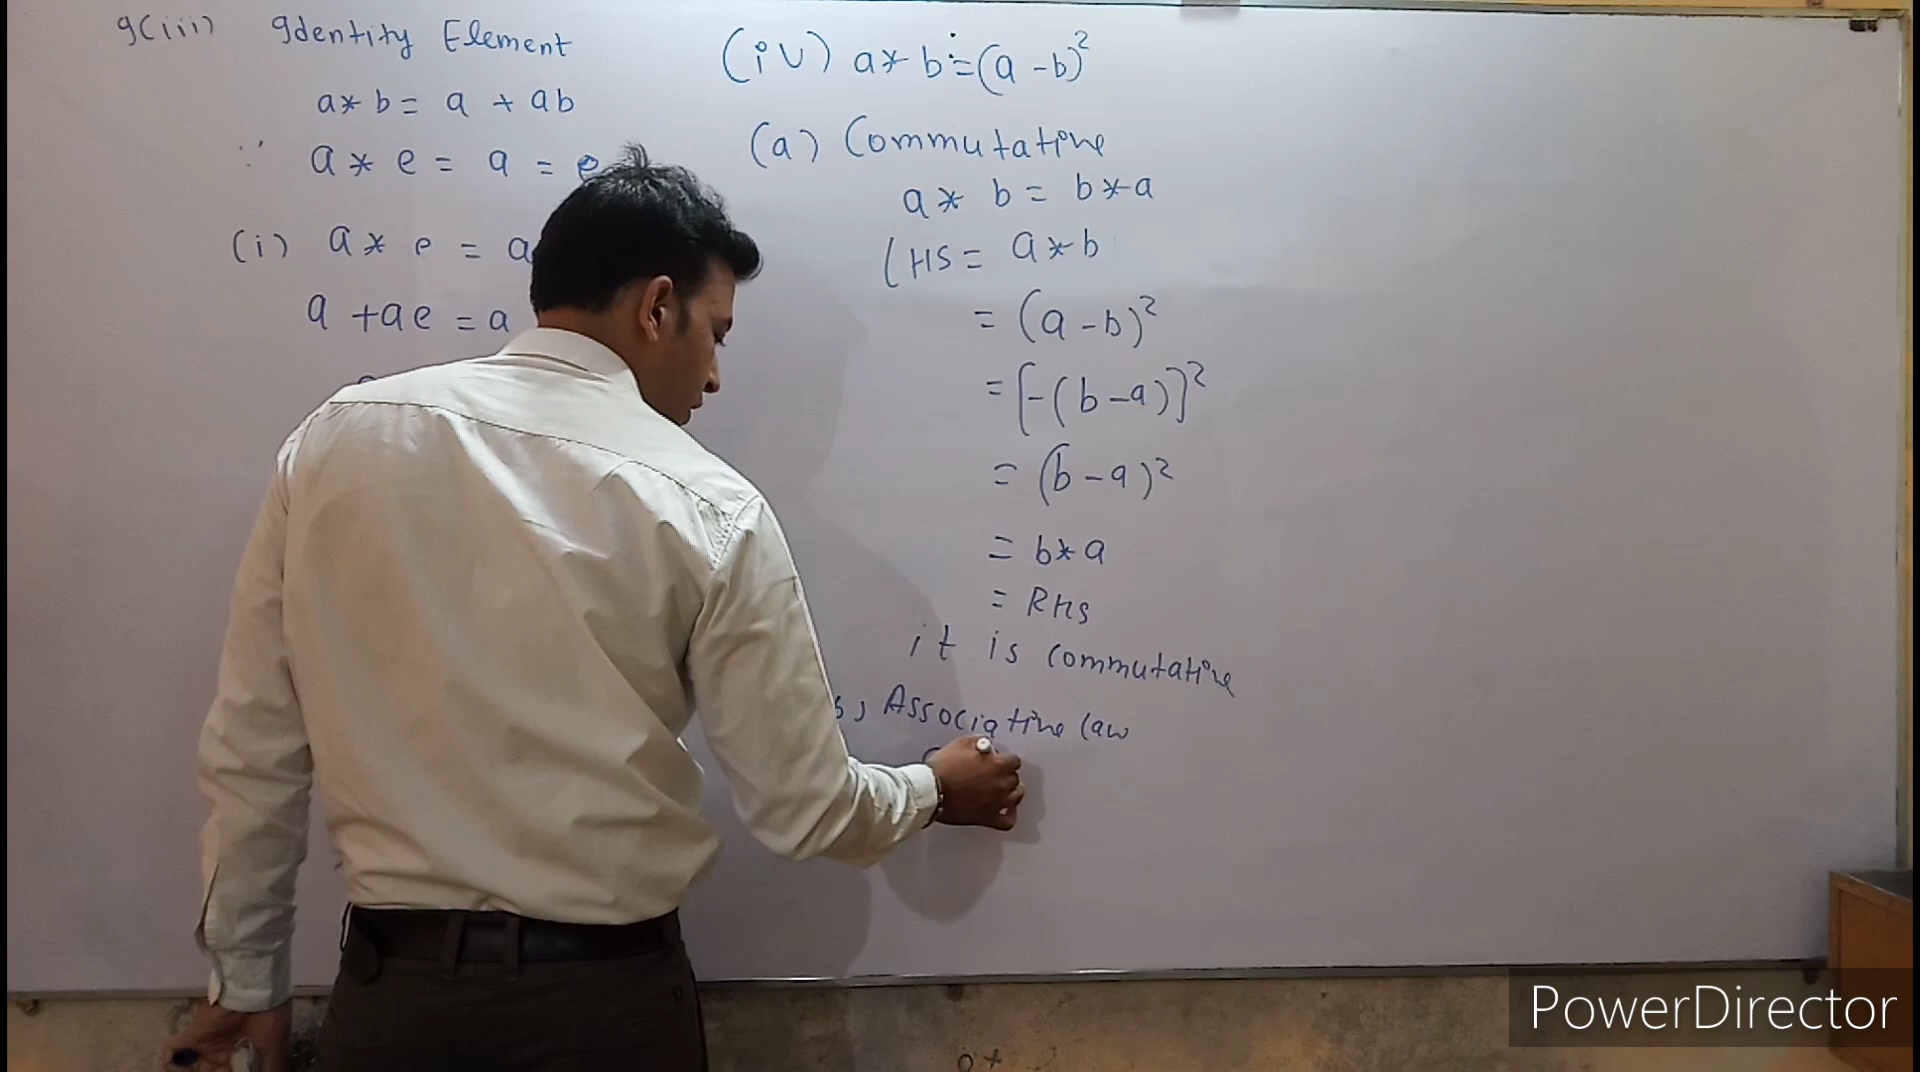 9(iii) Identity Element
a * b = a + ab
∵ a * e = a = e
(i) a * e = a
a + ae = a
(iv) a * b = (a - b)²
(a) Commutative
a * b = b * a
LHS = a * b
= (a - b)²
= [-(b - a)]²
= (b - a)²
= b * a
= RHS
it is commutative
b, Associative law
PowerDirector